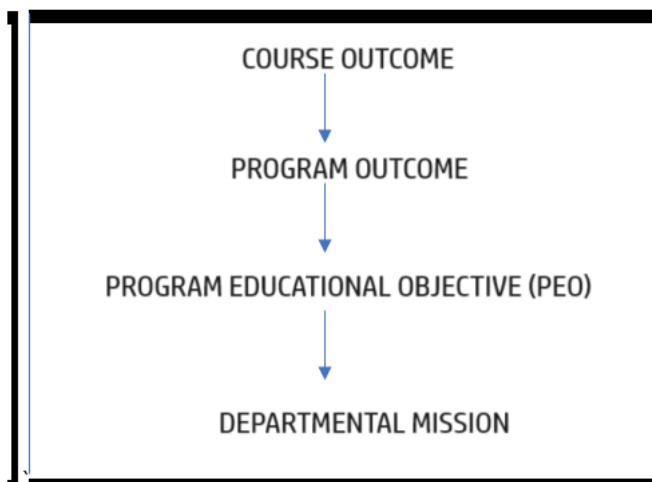 COURSE OUTCOME
PROGRAM OUTCOME
PROGRAM EDUCATIONAL OBJECTIVE (PEO)
DEPARTMENTAL MISSION
`